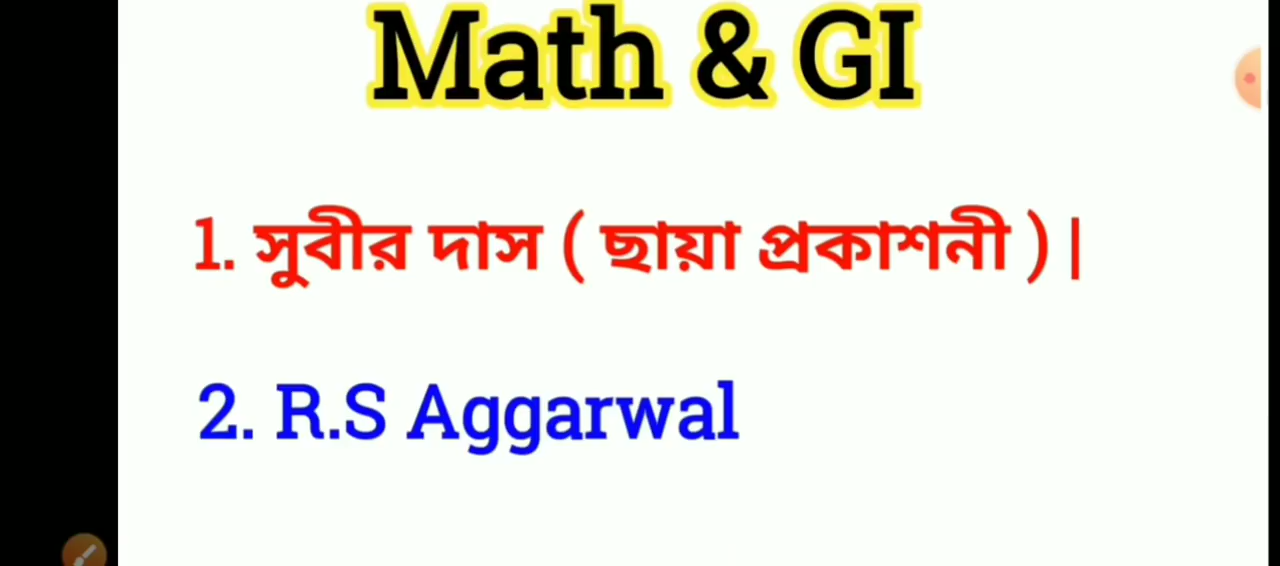 Math & GI
1. সুবীর দাস ( ছায়া প্রকাশনী ) |
2. R.S Aggarwal